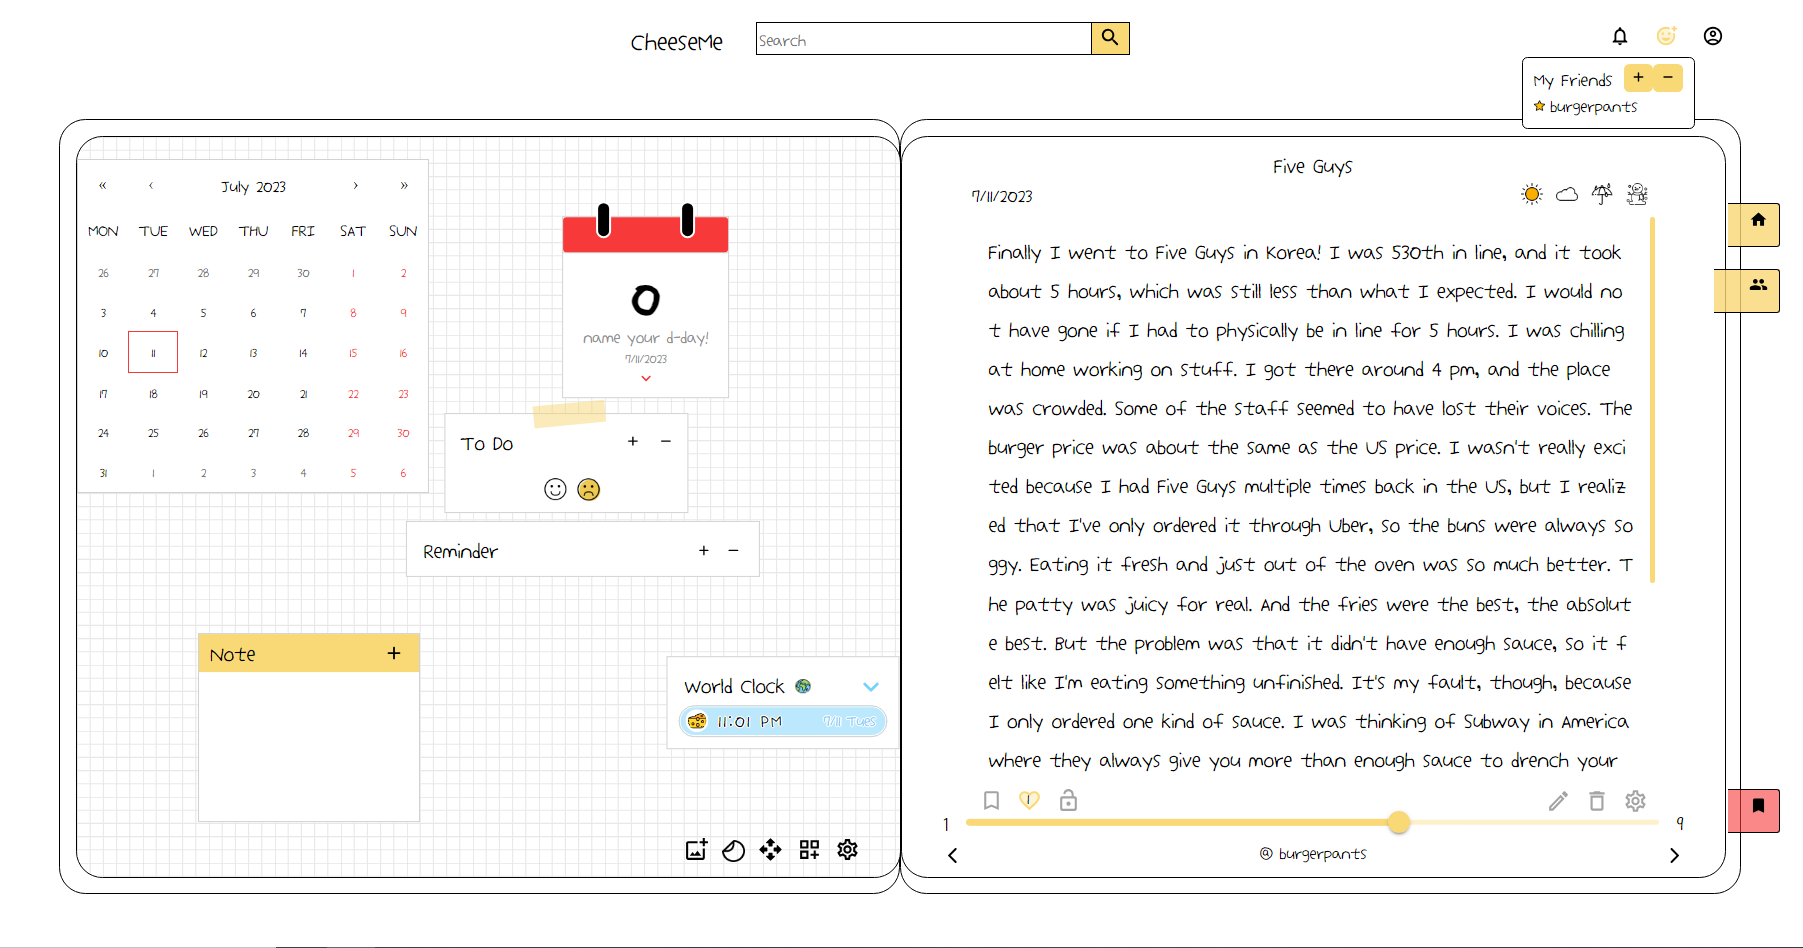 CheeseMe
Search
My Friends + −
burgerpants
« ‹ July 2023 › »
MON TUE WED THU FRI SAT SUN
26 27 28 29 30 1 2
3 4 5 6 7 8 9
10 11 12 13 14 15 16
17 18 19 20 21 22 23
24 25 26 27 28 29 30
31 1 2 3 4 5 6
0
name your d-day!
7/11/2023
To Do + −
Reminder + −
Note +
World Clock
11:01 PM 7/11 Tues
Five Guys
7/11/2023
Finally I went to Five Guys in Korea! I was 530th in line, and it took
about 5 hours, which was still less than what I expected. I would no
t have gone if I had to physically be in line for 5 hours. I was chilling
at home working on stuff. I got there around 4 pm, and the place
was crowded. Some of the staff seemed to have lost their voices. The
burger price was about the same as the US price. I wasn't really exci
ted because I had Five Guys multiple times back in the US, but I realiz
ed that I've only ordered it through Uber, so the buns were always so
ggy. Eating it fresh and just out of the oven was so much better. T
he patty was juicy for real. And the fries were the best, the absolut
e best. But the problem was that it didn't have enough sauce, so it f
elt like I'm eating something unfinished. It's my fault, though, because
I only ordered one kind of sauce. I was thinking of Subway in America
where they always give you more than enough sauce to drench your
1
1 9
@ burgerpants